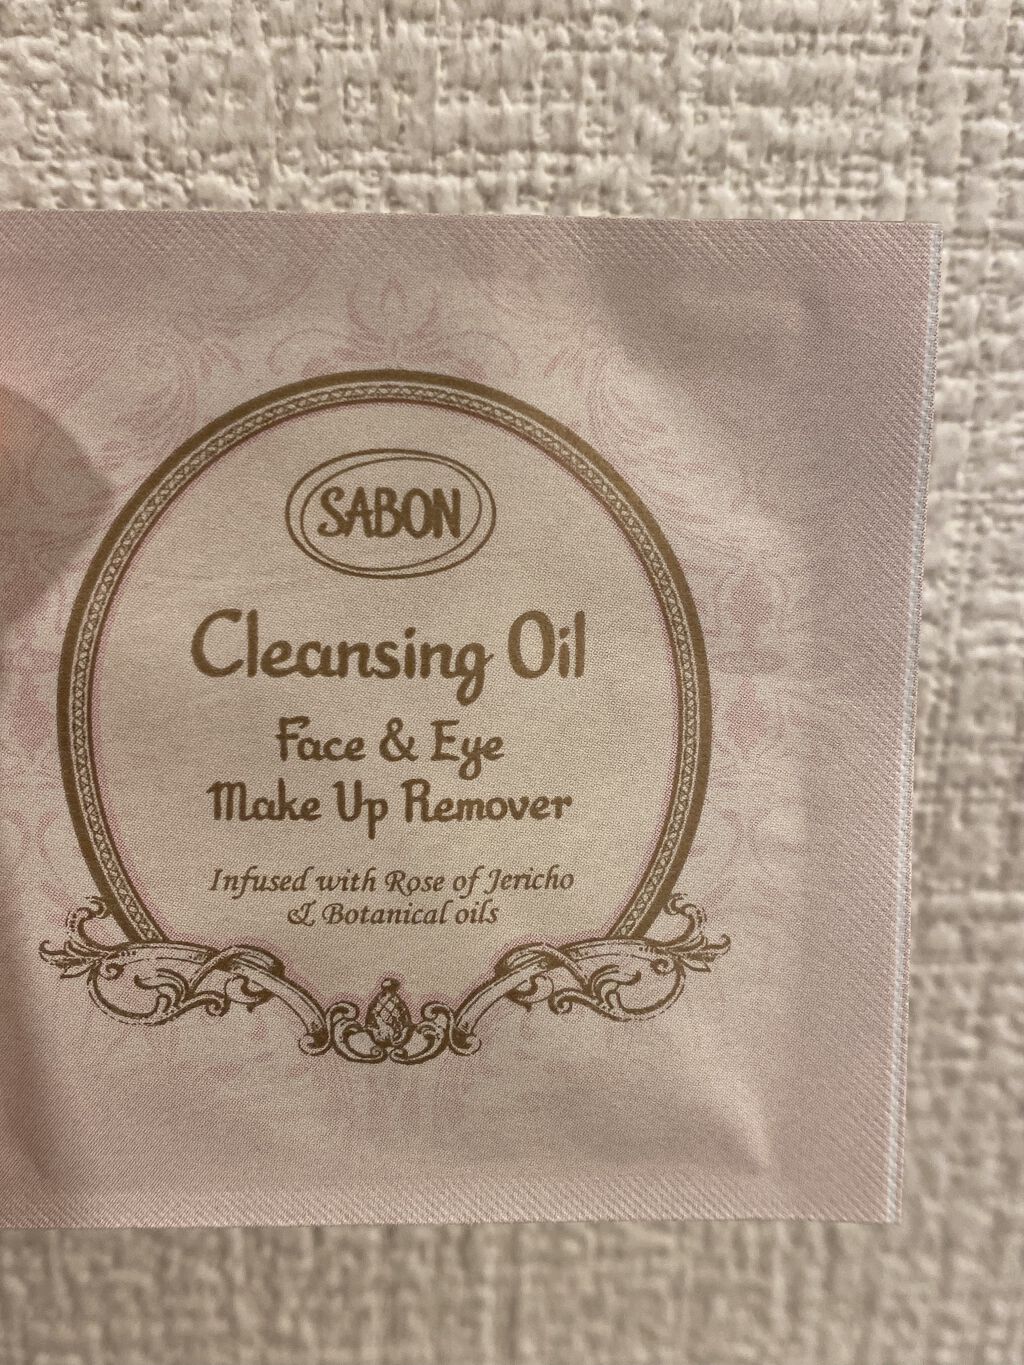 SABON
Cleansing Oil
Face & Eye
Make Up Remover
Infused with Rose of Jericho
& Botanical oils